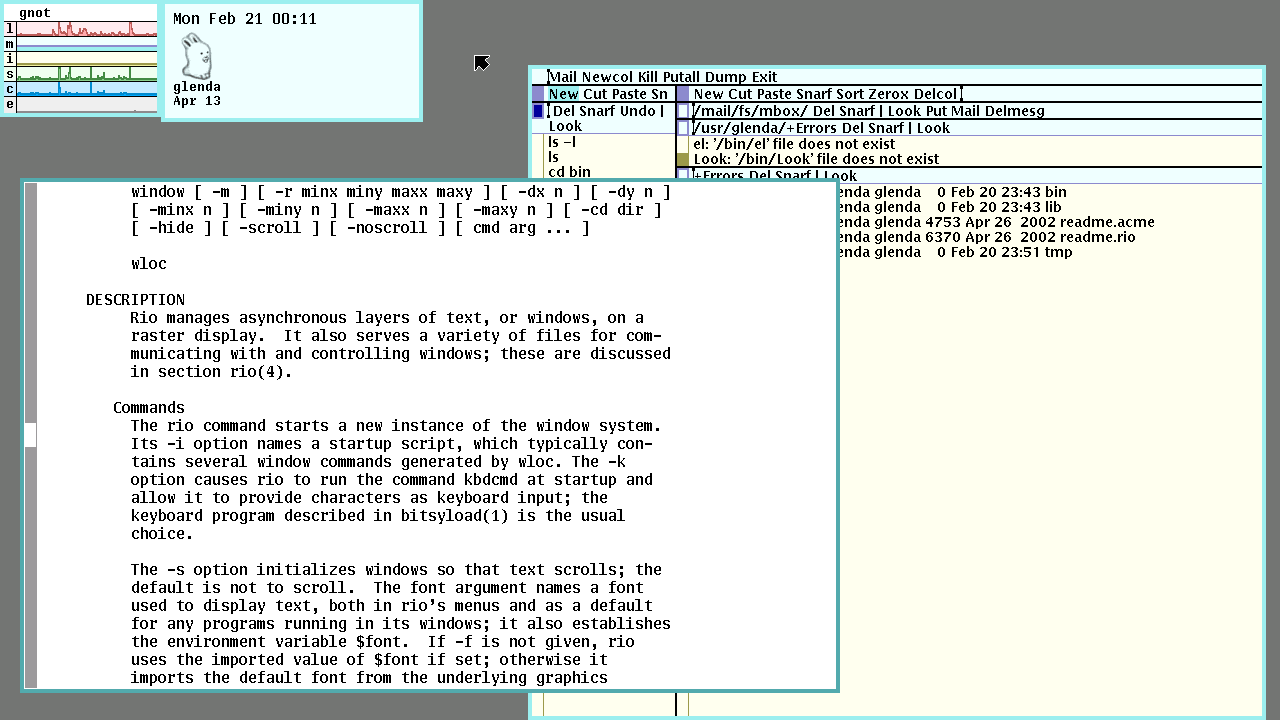 gnot
l
m
i
s
c
e
Mon Feb 21 00:11
glenda
Apr 13
Mail Newcol Kill Putall Dump Exit
New Cut Paste Sn
Del Snarf Undo |
Look
ls -l
ls
cd bin
New Cut Paste Snarf Sort Zerox Delcol
/mail/fs/mbox/ Del Snarf | Look Put Mail Delmesg
/usr/glenda/+Errors Del Snarf | Look
el: '/bin/el' file does not exist
Look: '/bin/Look' file does not exist
+Errors Del Snarf | Look
enda glenda    0 Feb 20 23:43 bin
enda glenda    0 Feb 20 23:43 lib
enda glenda 4753 Apr 26  2002 readme.acme
enda glenda 6370 Apr 26  2002 readme.rio
enda glenda    0 Feb 20 23:51 tmp
window [ -m ] [ -r minx miny maxx maxy ] [ -dx n ] [ -dy n ]
[ -minx n ] [ -miny n ] [ -maxx n ] [ -maxy n ] [ -cd dir ]
[ -hide ] [ -scroll ] [ -noscroll ] [ cmd arg ... ]
wloc
DESCRIPTION
Rio manages asynchronous layers of text, or windows, on a
raster display.  It also serves a variety of files for com-
municating with and controlling windows; these are discussed
in section rio(4).
Commands
The rio command starts a new instance of the window system.
Its -i option names a startup script, which typically con-
tains several window commands generated by wloc. The -k
option causes rio to run the command kbdcmd at startup and
allow it to provide characters as keyboard input; the
keyboard program described in bitsyload(1) is the usual
choice.
The -s option initializes windows so that text scrolls; the
default is not to scroll.  The font argument names a font
used to display text, both in rio's menus and as a default
for any programs running in its windows; it also establishes
the environment variable $font.  If -f is not given, rio
uses the imported value of $font if set; otherwise it
imports the default font from the underlying graphics